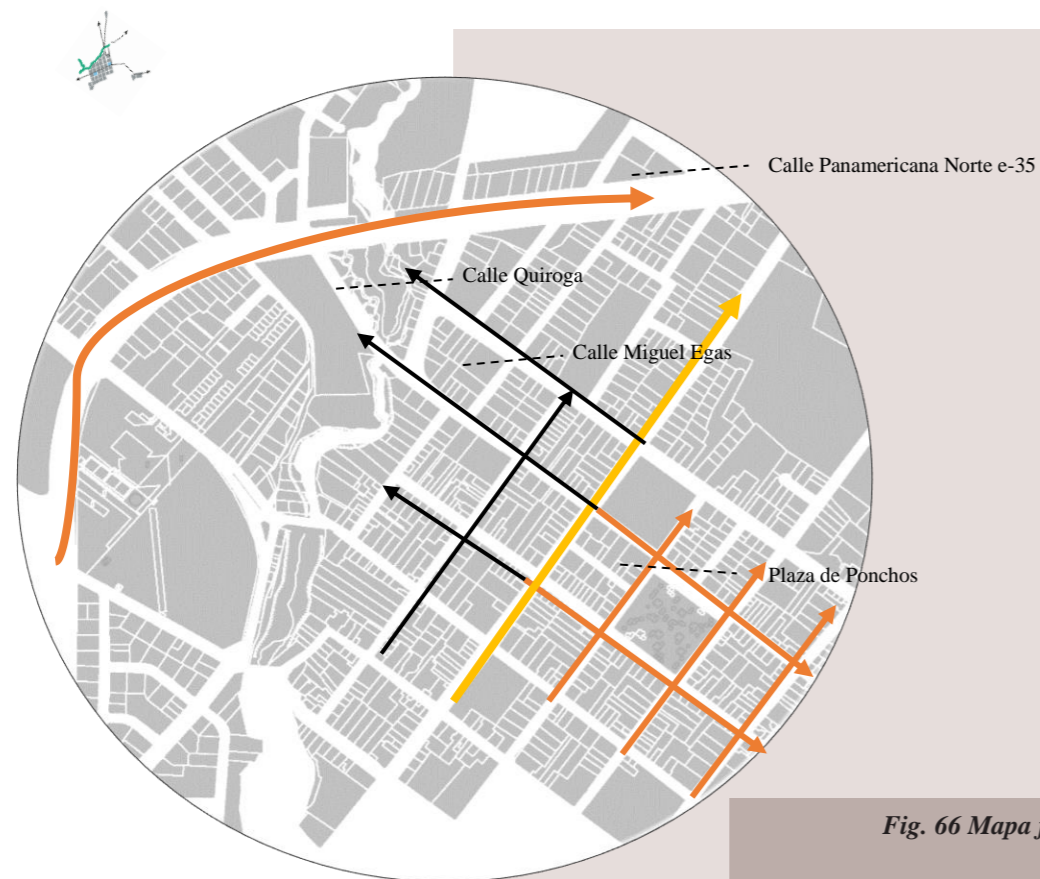 Calle Panamericana Norte e-35
Calle Quiroga
Calle Miguel Egas
Plaza de Ponchos
Fig. 66 Mapa